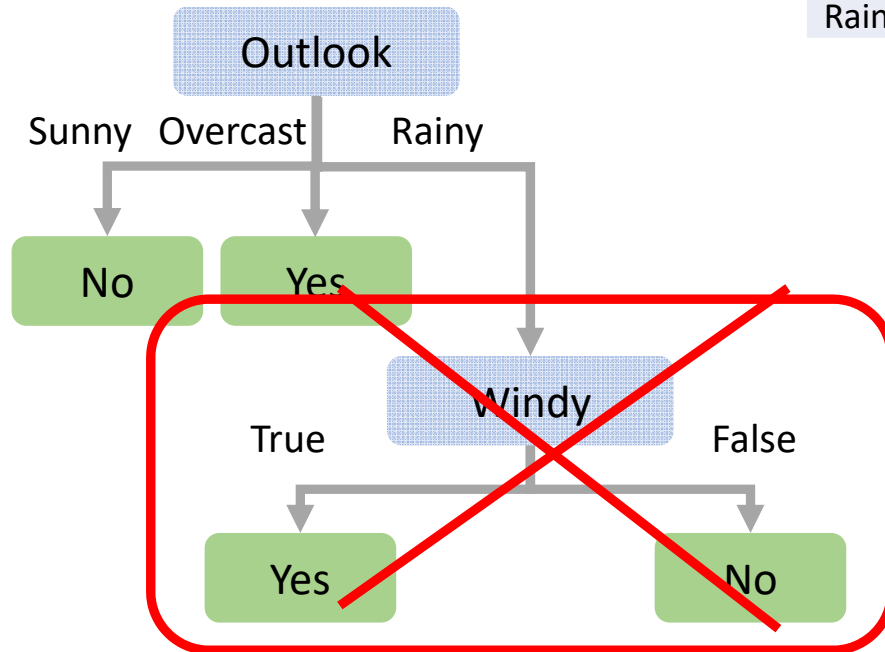 Rain
Outlook
Sunny Overcast Rainy
No Yes
Windy
True False
Yes No